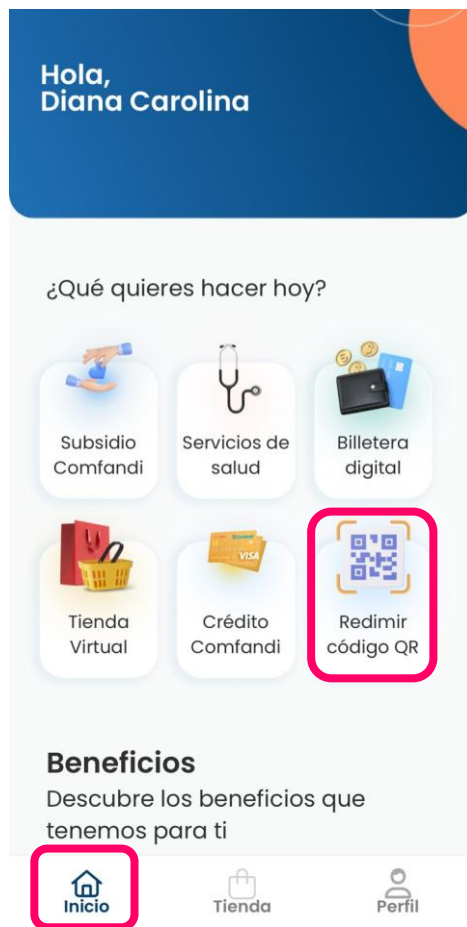 Hola,
Diana Carolina
¿Qué quieres hacer hoy?
Subsidio
Comfandi
Servicios de
salud
Billetera
digital
VISA
Tienda
Virtual
Crédito
Comfandi
Redimir
código QR
Beneficios
Descubre los beneficios que
tenemos para ti
Inicio
Tienda
Perfil